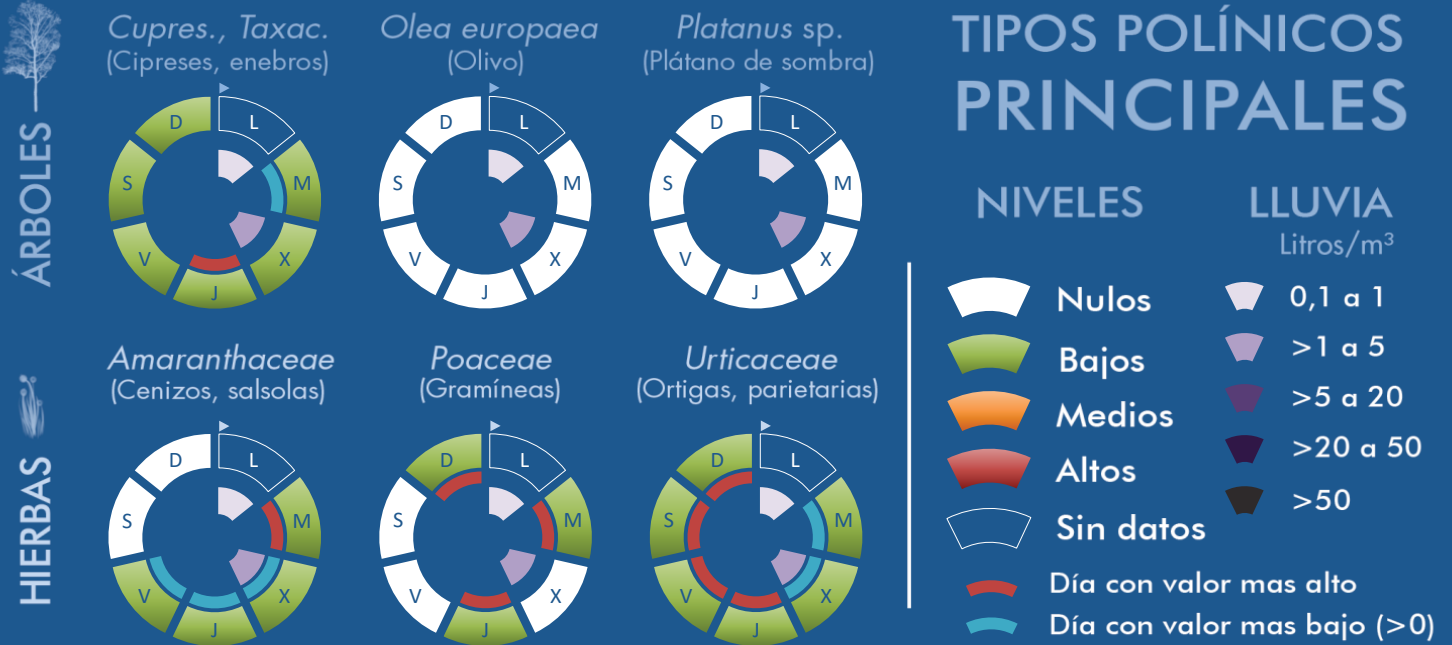 ÁRBOLES
Cupres., Taxac.
(Cipreses, enebros)
D L S M V X J
Olea europaea
(Olivo)
D L S M V X J
Platanus sp.
(Plátano de sombra)
D L S M V X J
HIERBAS
Amaranthaceae
(Cenizos, salsolas)
D L S M V X J
Poaceae
(Gramíneas)
D L S M V X J
Urticaceae
(Ortigas, parietarias)
D L S M V X J
TIPOS POLÍNICOS
PRINCIPALES
NIVELES
Nulos
Bajos
Medios
Altos
Sin datos
Día con valor mas alto
Día con valor mas bajo (>0)
LLUVIA
Litros/m³
0,1 a 1
>1 a 5
>5 a 20
>20 a 50
>50